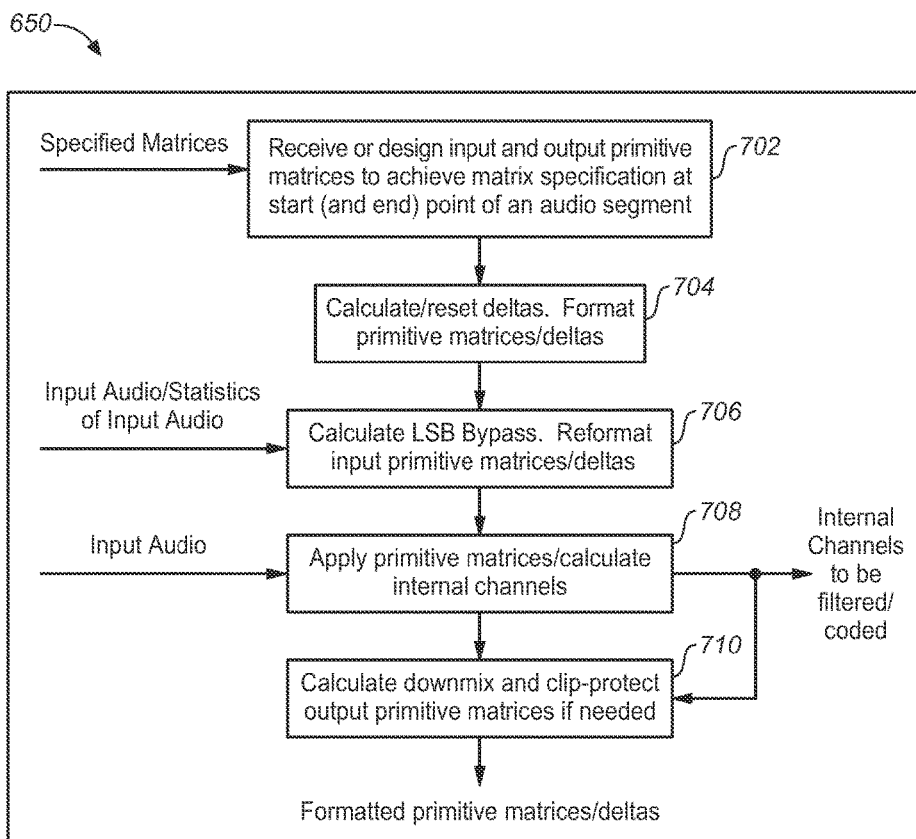 650
Specified Matrices
Receive or design input and output primitive
matrices to achieve matrix specification at
start (and end) point of an audio segment
702
Calculate/reset deltas. Format
primitive matrices/deltas
704
Input Audio/Statistics
of Input Audio
Calculate LSB Bypass. Reformat
input primitive matrices/deltas
706
Input Audio
Apply primitive matrices/calculate
internal channels
708
Internal
Channels
to be
filtered/
coded
Calculate downmix and clip-protect
output primitive matrices if needed
710
Formatted primitive matrices/deltas